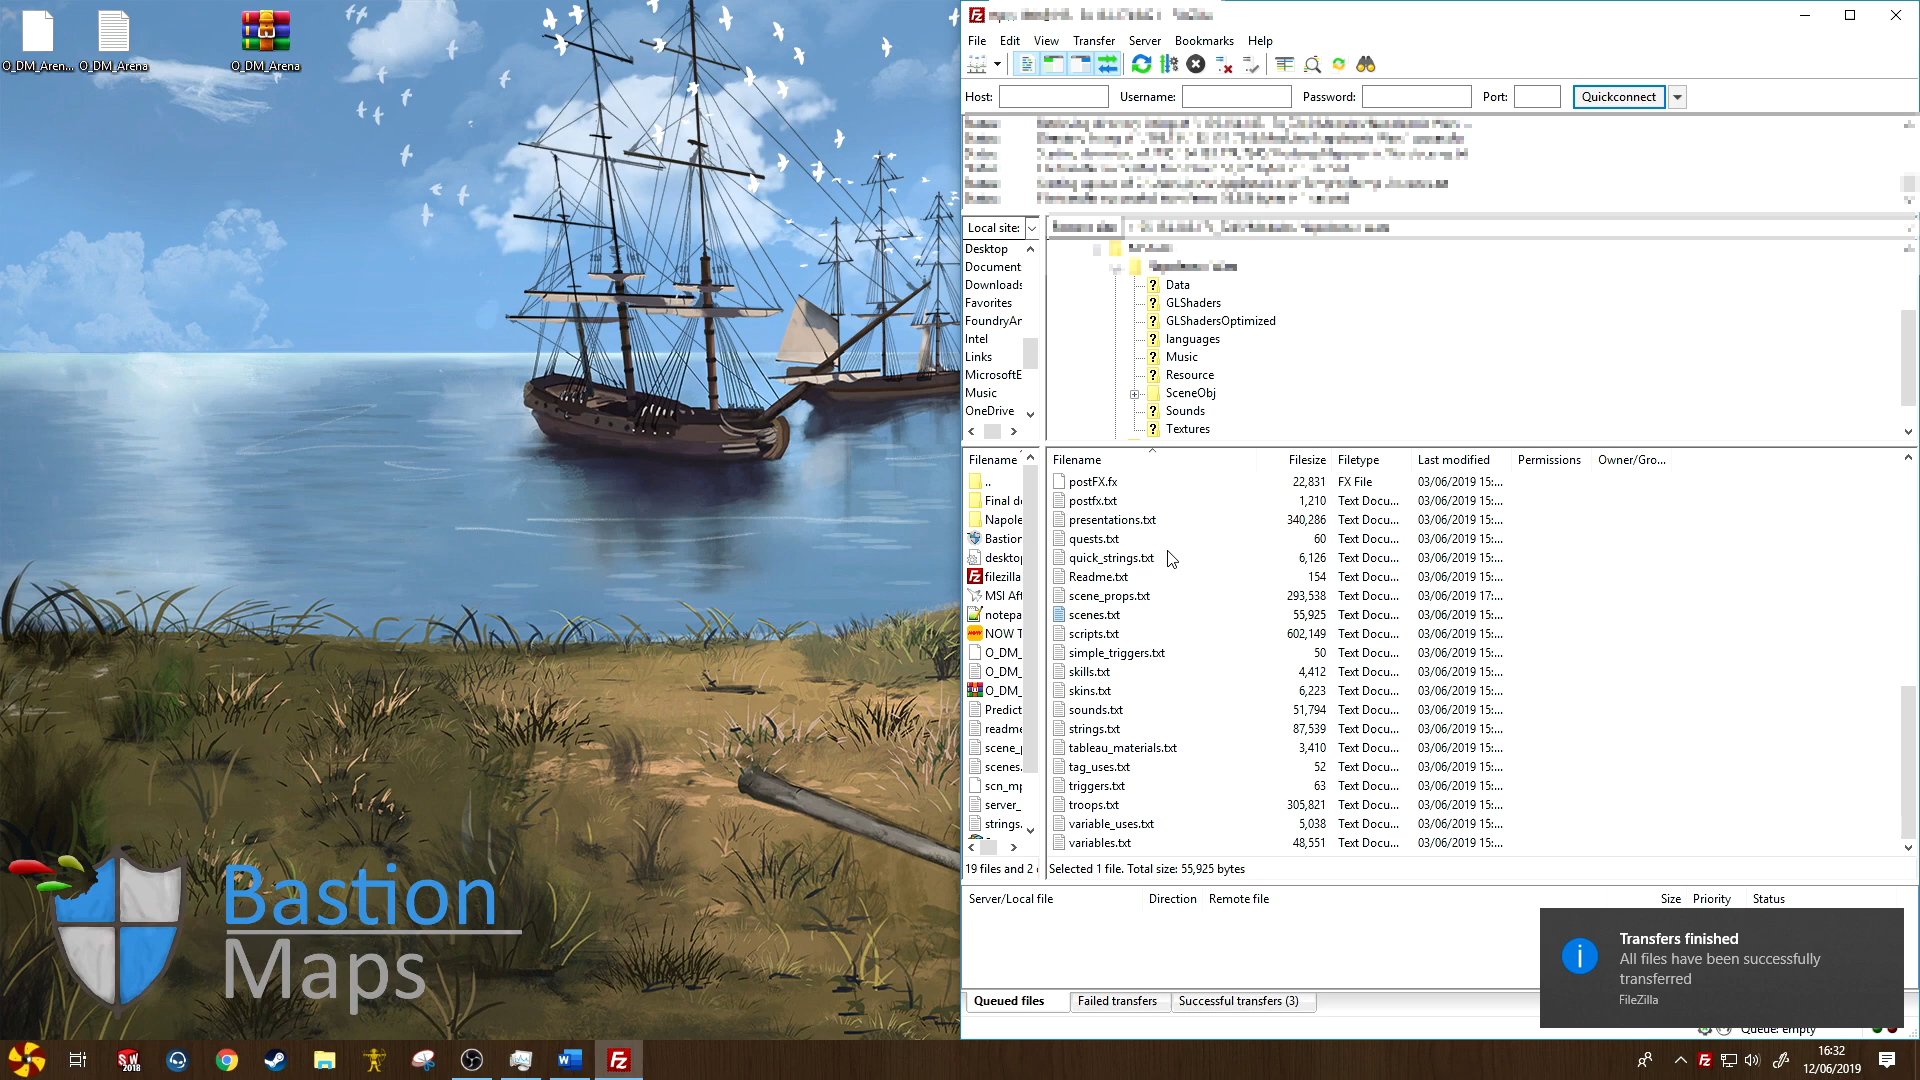 O_DM_Aren...
O_DM_Arena
O_DM_Arena
File Edit View Transfer Server Bookmarks Help
Host: Username: Password: Port: Quickconnect
Local site:
Desktop
Document
Downloads
Favorites
FoundryAr
Intel
Links
MicrosoftE
Music
OneDrive
Data
GLShaders
GLShadersOptimized
languages
Music
Resource
SceneObj
Sounds
Textures
Filename
..
Final d
Napole
Bastion
deskto
filezilla
MSI Aft
notepa
NOW T
O_DM_
O_DM_
O_DM_
Predict
readme
scene_p
scenes.
scn_mp
server_
strings.
19 files and 2
Filename Filesize Filetype Last modified Permissions Owner/Gro...
postFX.fx 22,831 FX File 03/06/2019 15:...
postfx.txt 1,210 Text Docu... 03/06/2019 15:...
presentations.txt 340,286 Text Docu... 03/06/2019 15:...
quests.txt 60 Text Docu... 03/06/2019 15:...
quick_strings.txt 6,126 Text Docu... 03/06/2019 15:...
Readme.txt 154 Text Docu... 03/06/2019 15:...
scene_props.txt 293,538 Text Docu... 03/06/2019 17:...
scenes.txt 55,925 Text Docu... 03/06/2019 15:...
scripts.txt 602,149 Text Docu... 03/06/2019 15:...
simple_triggers.txt 50 Text Docu... 03/06/2019 15:...
skills.txt 4,412 Text Docu... 03/06/2019 15:...
skins.txt 6,223 Text Docu... 03/06/2019 15:...
sounds.txt 51,794 Text Docu... 03/06/2019 15:...
strings.txt 87,539 Text Docu... 03/06/2019 15:...
tableau_materials.txt 3,410 Text Docu... 03/06/2019 15:...
tag_uses.txt 52 Text Docu... 03/06/2019 15:...
triggers.txt 63 Text Docu... 03/06/2019 15:...
troops.txt 305,821 Text Docu... 03/06/2019 15:...
variable_uses.txt 5,038 Text Docu... 03/06/2019 15:...
variables.txt 48,551 Text Docu... 03/06/2019 15:...
Selected 1 file. Total size: 55,925 bytes
Server/Local file Direction Remote file Size Priority Status
Transfers finished
All files have been successfully
transferred
FileZilla
Queued files Failed transfers Successful transfers (3)
Queue: empty
Bastion
Maps
SW
2018
16:32
12/06/2019